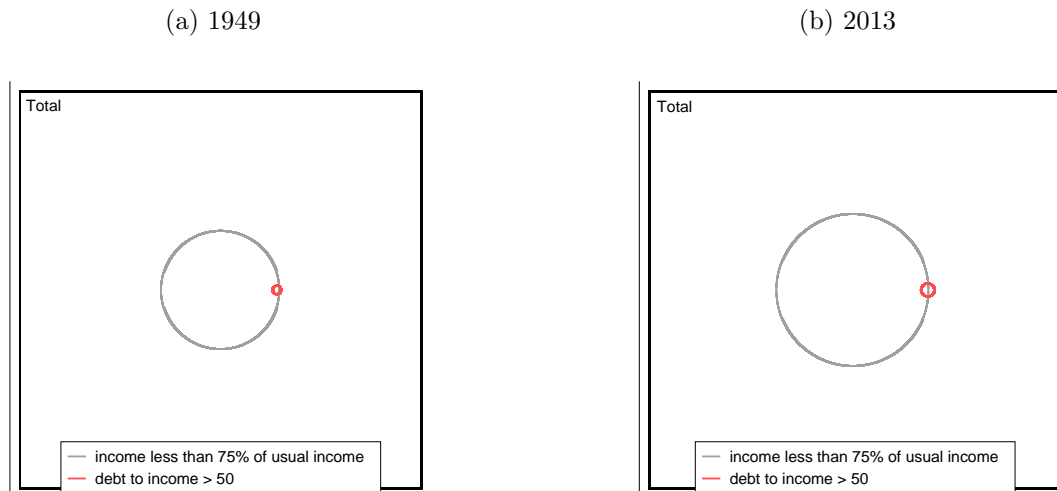 (a) 1949
(b) 2013
Total
Total
income less than 75% of usual income
debt to income > 50
income less than 75% of usual income
debt to income > 50